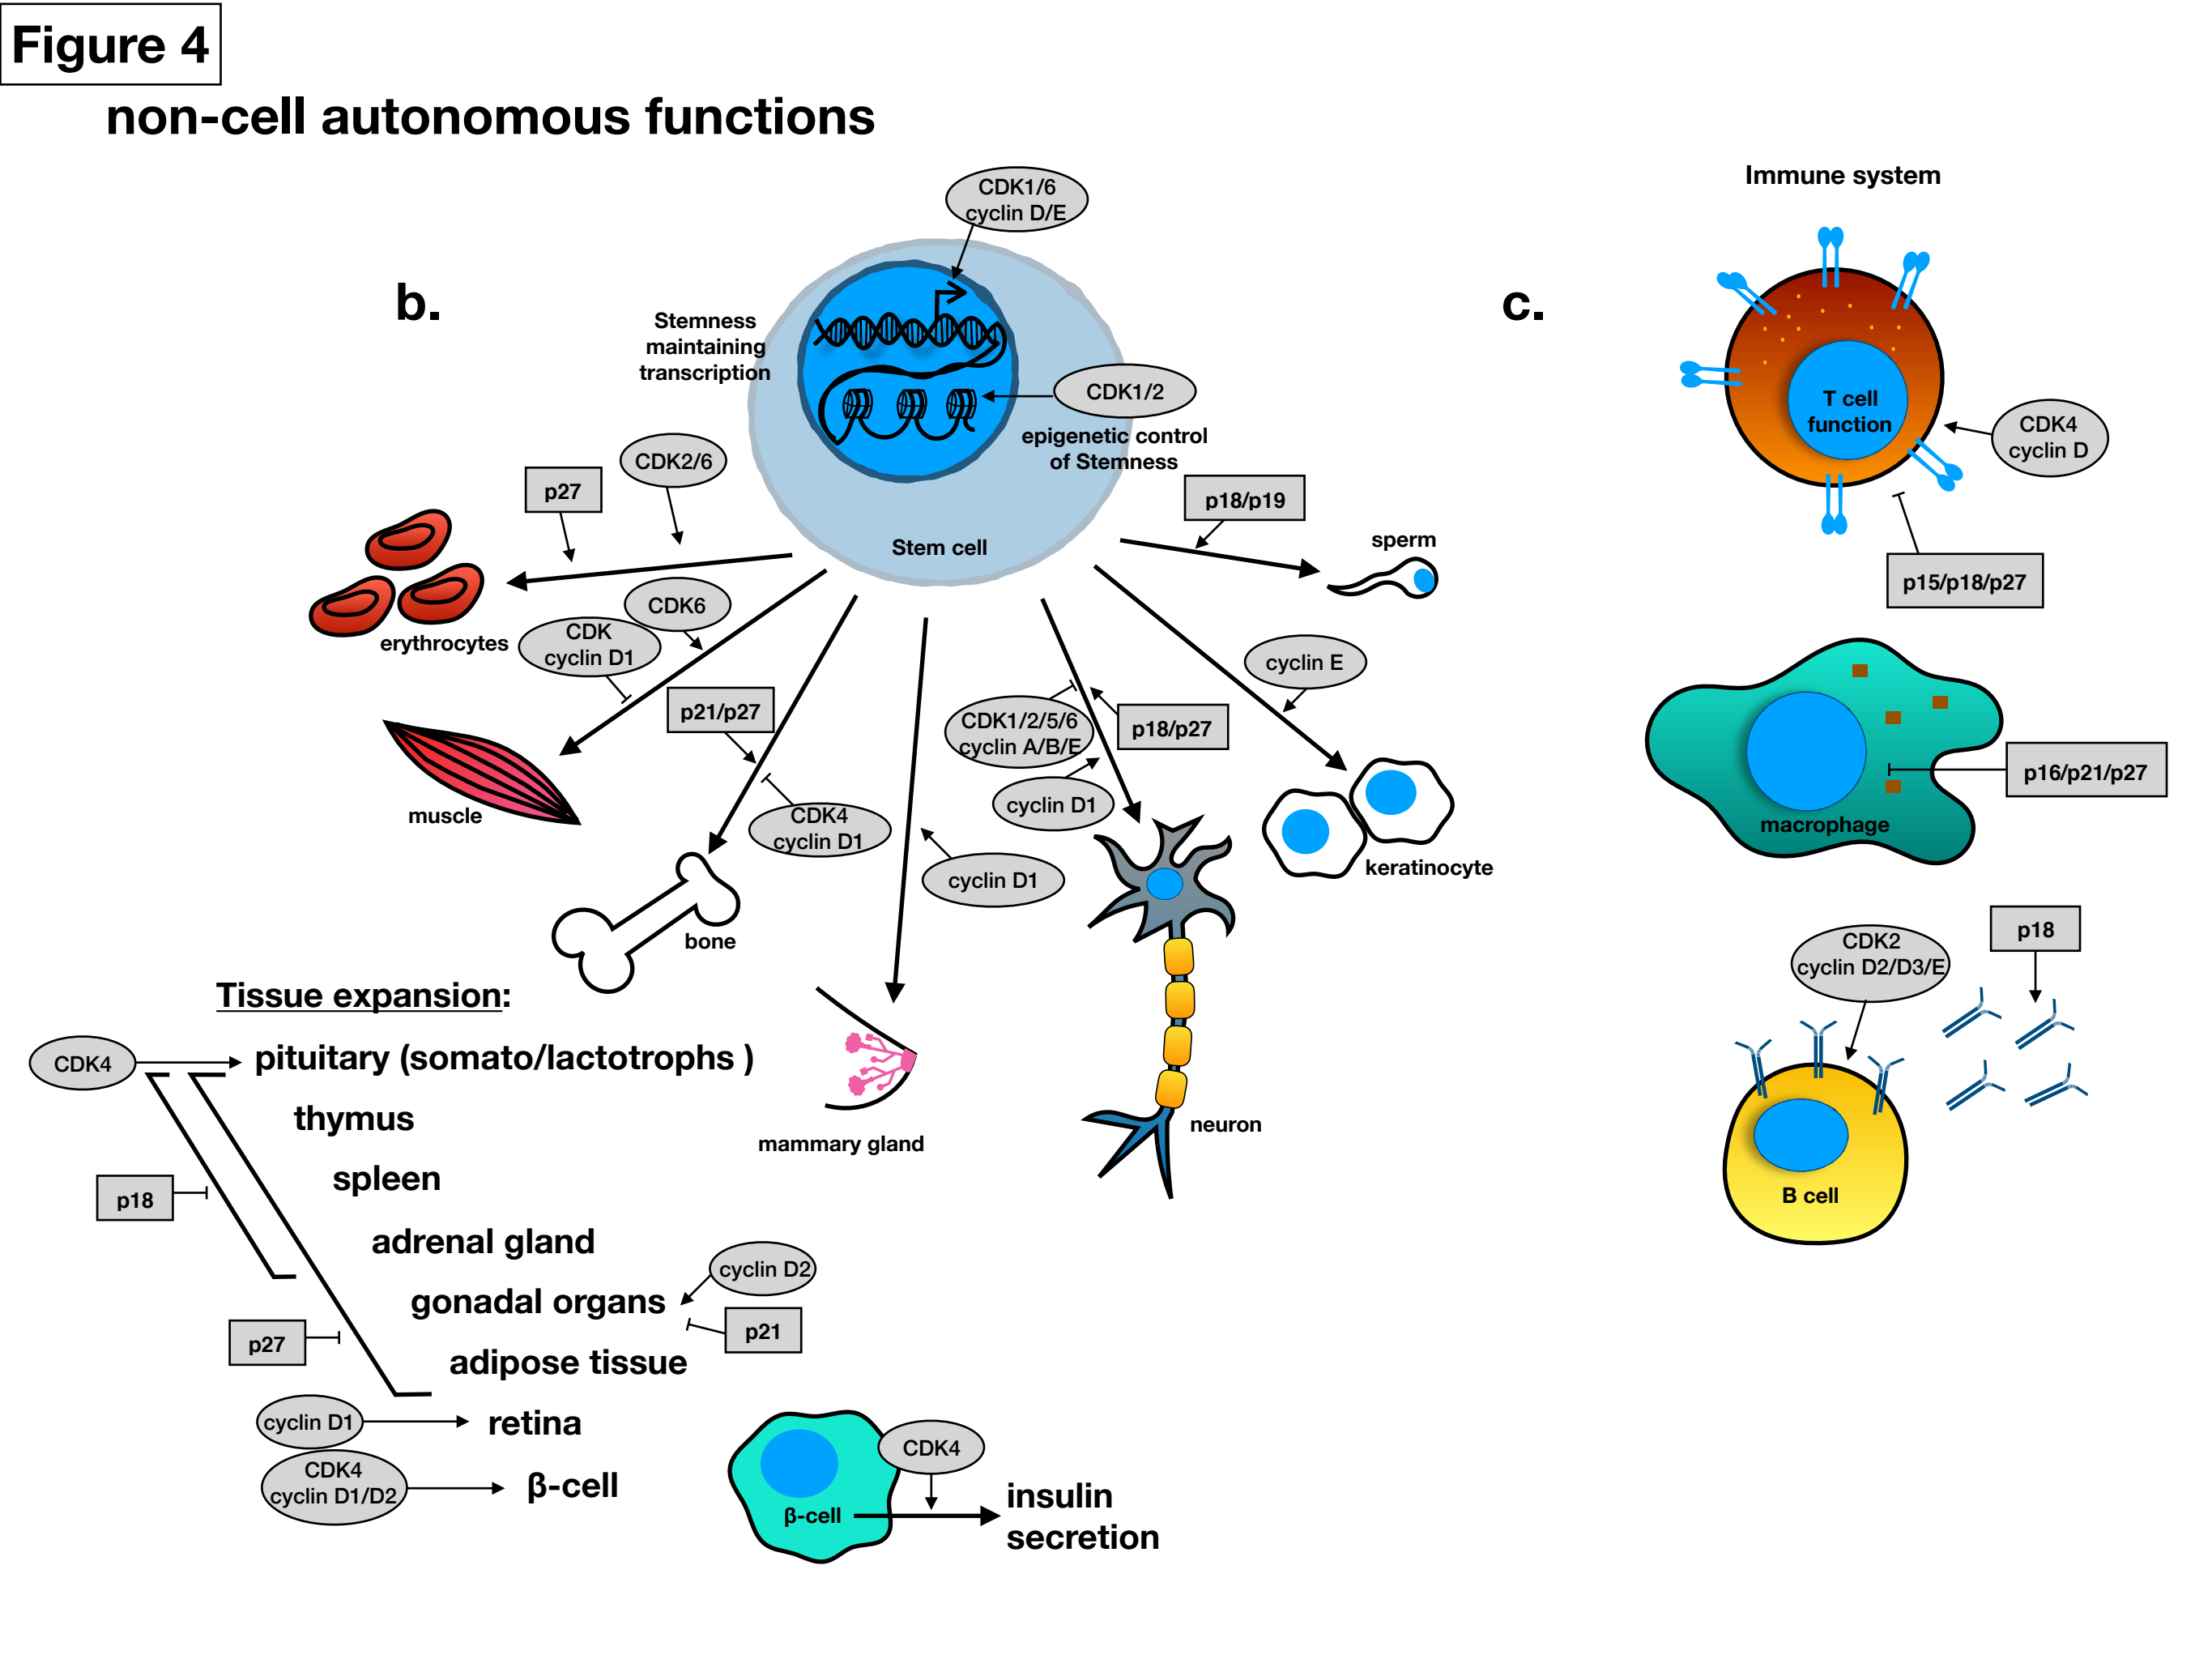 Figure 4
non-cell autonomous functions
b.
CDK1/6
cyclin D/E
Stemness
maintaining
transcription
CDK1/2
epigenetic control
of Stemness
Stem cell
p27
CDK2/6
erythrocytes
CDK6
CDK
cyclin D1
muscle
p21/p27
CDK4
cyclin D1
bone
cyclin D1
mammary gland
CDK1/2/5/6
cyclin A/B/E
p18/p27
cyclin D1
neuron
cyclin E
keratinocyte
p18/p19
sperm
Tissue expansion:
CDK4
pituitary (somato/lactotrophs )
thymus
spleen
adrenal gland
gonadal organs
adipose tissue
retina
β-cell
p18
p27
cyclin D2
p21
cyclin D1
CDK4
cyclin D1/D2
β-cell
CDK4
insulin
secretion
c.
Immune system
T cell
function
CDK4
cyclin D
p15/p18/p27
macrophage
p16/p21/p27
CDK2
cyclin D2/D3/E
p18
B cell